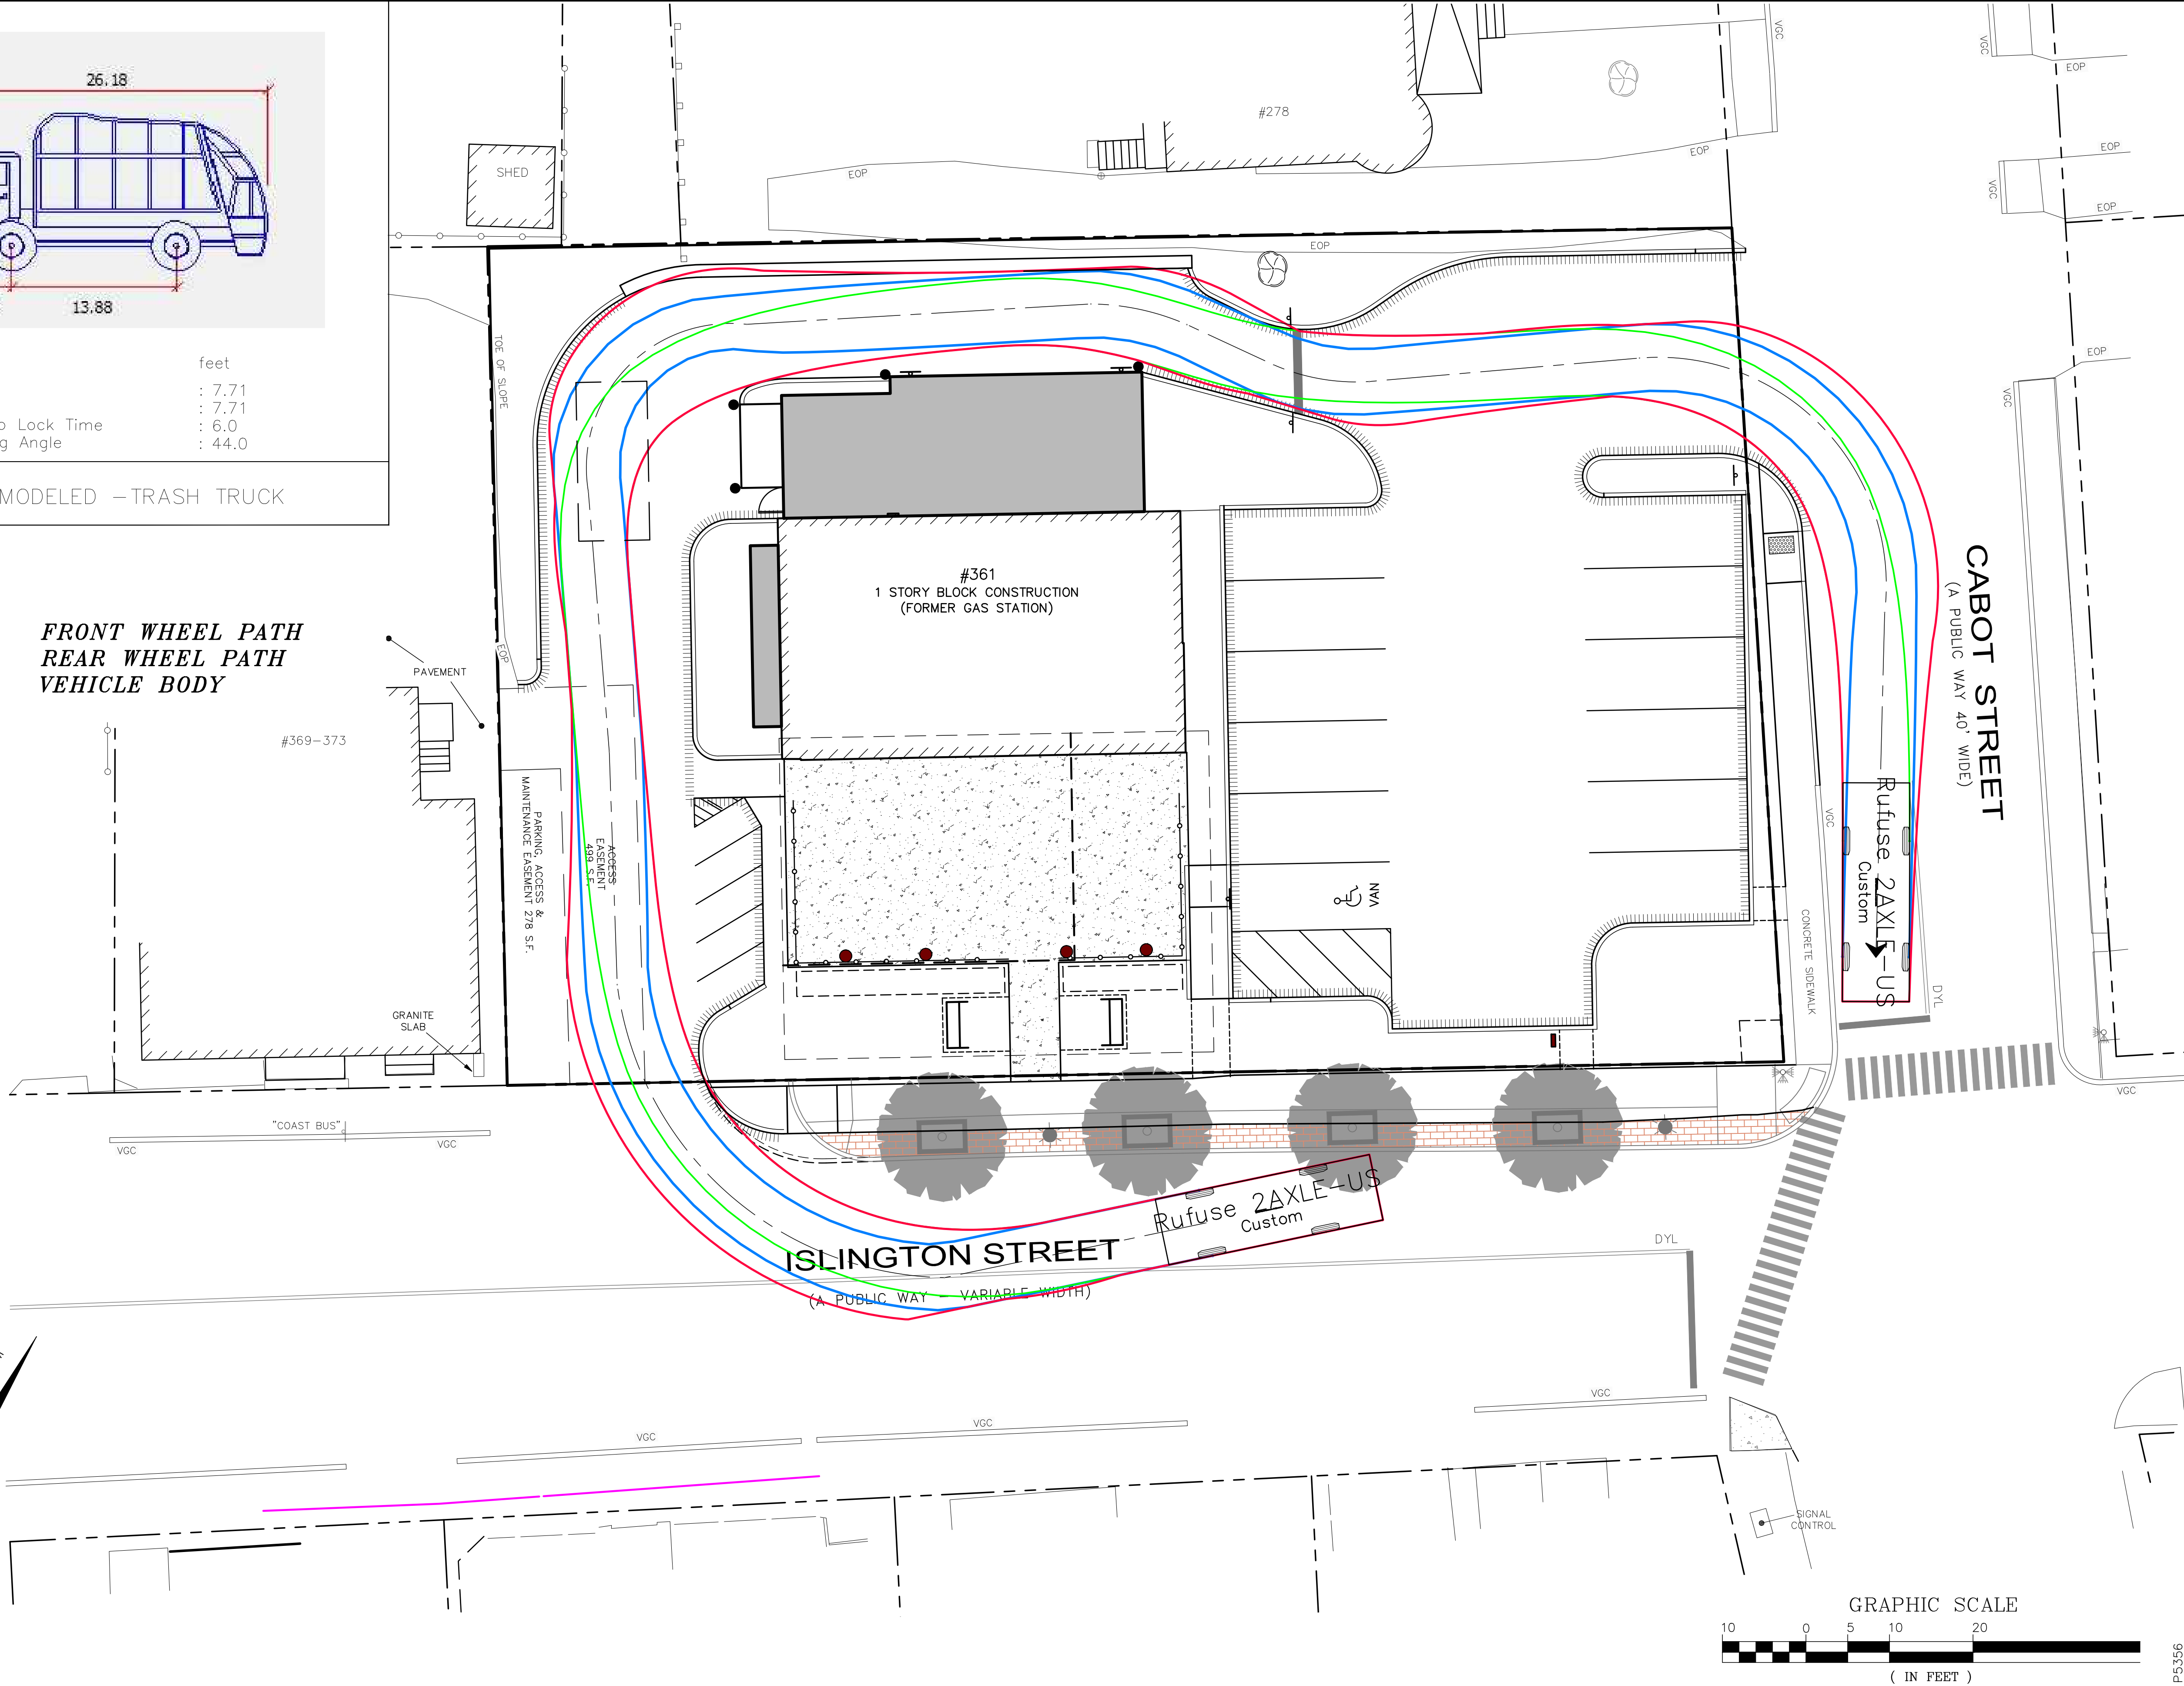 26.18
13.88
feet
: 7.71
: 7.71
Lock Time : 6.0
Angle : 44.0
MODELED - TRASH TRUCK
FRONT WHEEL PATH
REAR WHEEL PATH
VEHICLE BODY
SHED
#278
EOP
EOP
EOP
VGC
VGC
EOP
EOP
VGC
EOP
EOP
VGC
TOE OF SLOPE
EOP
PAVEMENT
#369-373
#361
1 STORY BLOCK CONSTRUCTION
(FORMER GAS STATION)
CABOT STREET
(A PUBLIC WAY 40' WIDE)
PARKING, ACCESS &
MAINTENANCE EASEMENT 278 S.F.
ACCESS
EASEMENT
499 S.F.
VAN
VGC
CONCRETE SIDEWALK
Rufuse 2AXLE-US
Custom
DYL
VGC
GRANITE
SLAB
"COAST BUS"
VGC
VGC
Rufuse 2AXLE-US
Custom
ISLINGTON STREET
(A PUBLIC WAY - VARIABLE WIDTH)
DYL
VGC
VGC
VGC
SIGNAL
CONTROL
GRAPHIC SCALE
10 0 5 10 20
( IN FEET )
P5356